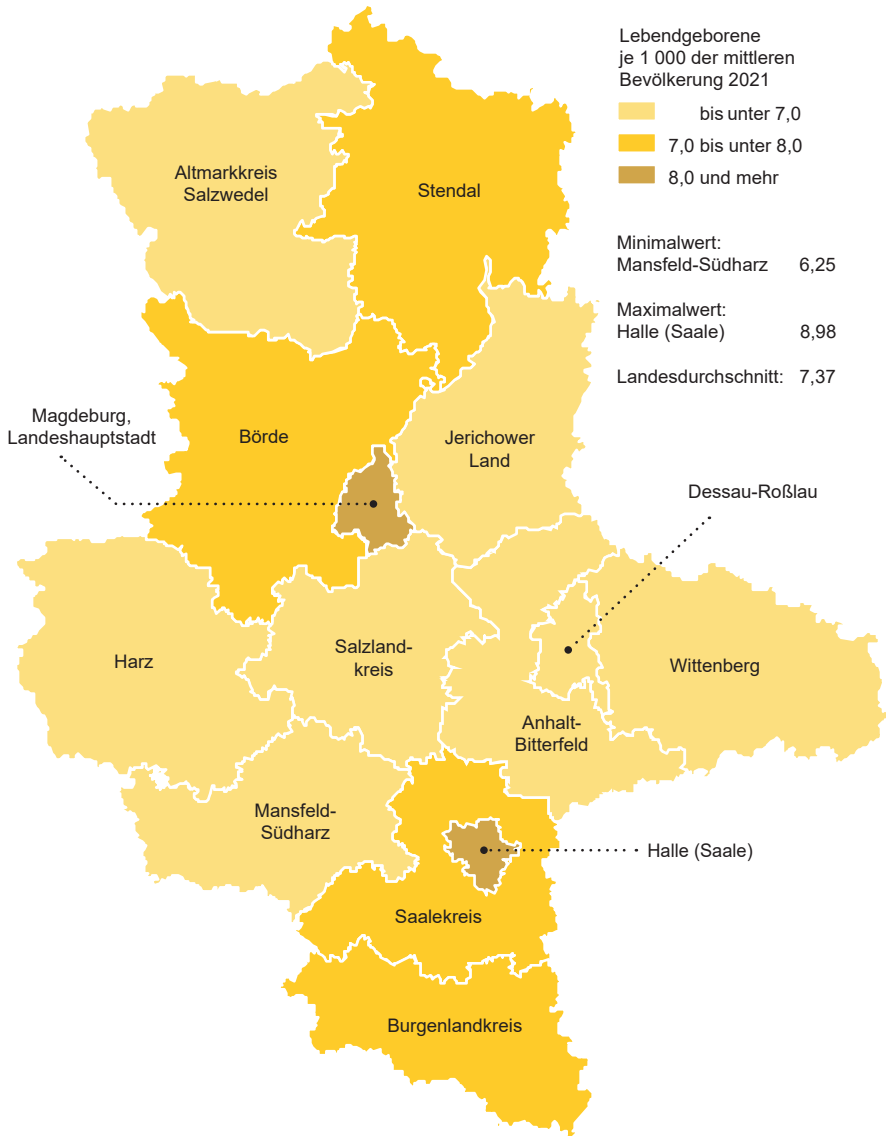 Lebendgeborene
je 1 000 der mittleren
Bevölkerung 2021
bis unter 7,0
7,0 bis unter 8,0
8,0 und mehr
Minimalwert:
Mansfeld-Südharz 6,25
Maximalwert:
Halle (Saale) 8,98
Landesdurchschnitt: 7,37
Altmarkkreis
Salzwedel
Stendal
Magdeburg,
Landeshauptstadt
Börde
Jerichower
Land
Dessau-Roßlau
Harz
Salzland-
kreis
Wittenberg
Anhalt-
Bitterfeld
Mansfeld-
Südharz
Halle (Saale)
Saalekreis
Burgenlandkreis